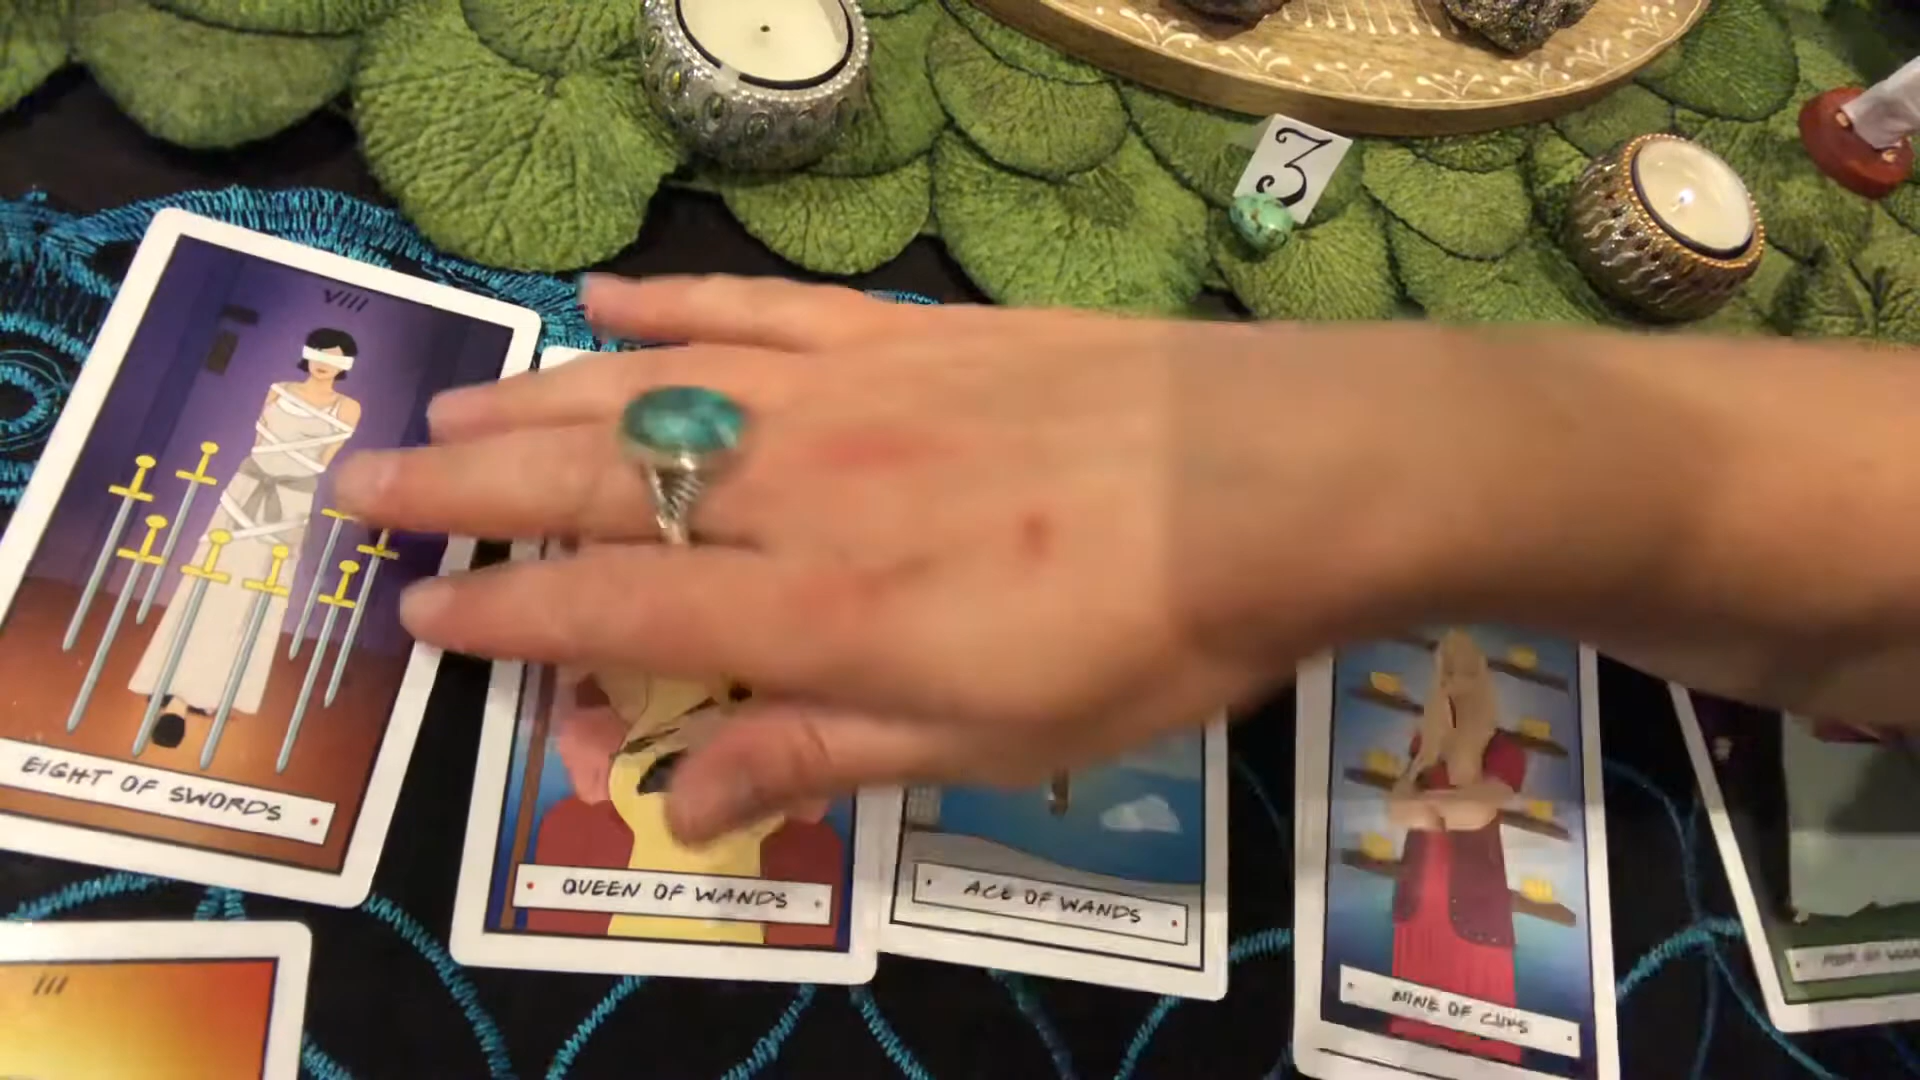 3
VIII
EIGHT OF SWORDS
QUEEN OF WANDS
ACE OF WANDS
NINE OF CUPS
III